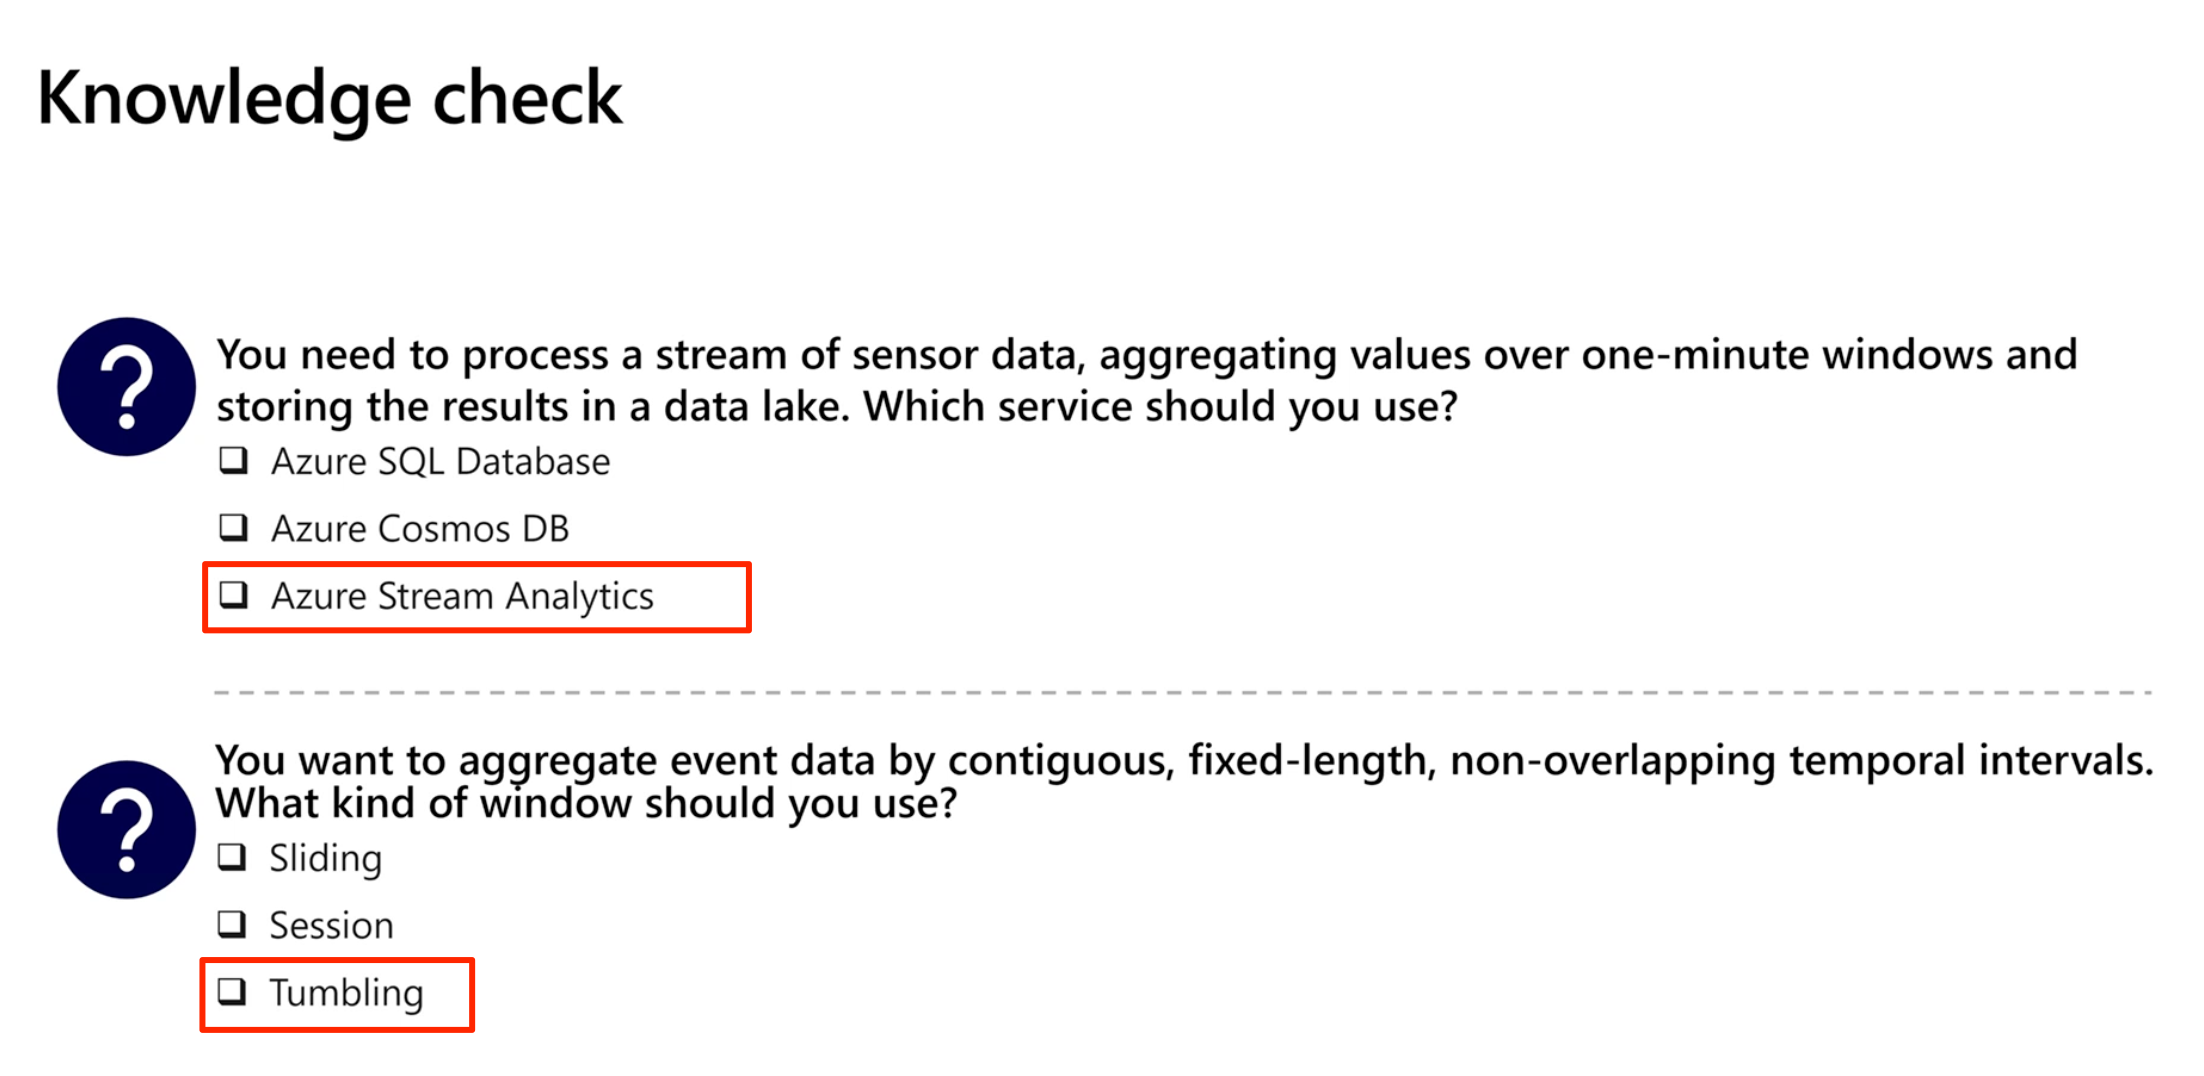 Knowledge check
You need to process a stream of sensor data, aggregating values over one-minute windows and
storing the results in a data lake. Which service should you use?
Azure SQL Database
Azure Cosmos DB
Azure Stream Analytics
You want to aggregate event data by contiguous, fixed-length, non-overlapping temporal intervals.
What kind of window should you use?
Sliding
Session
Tumbling